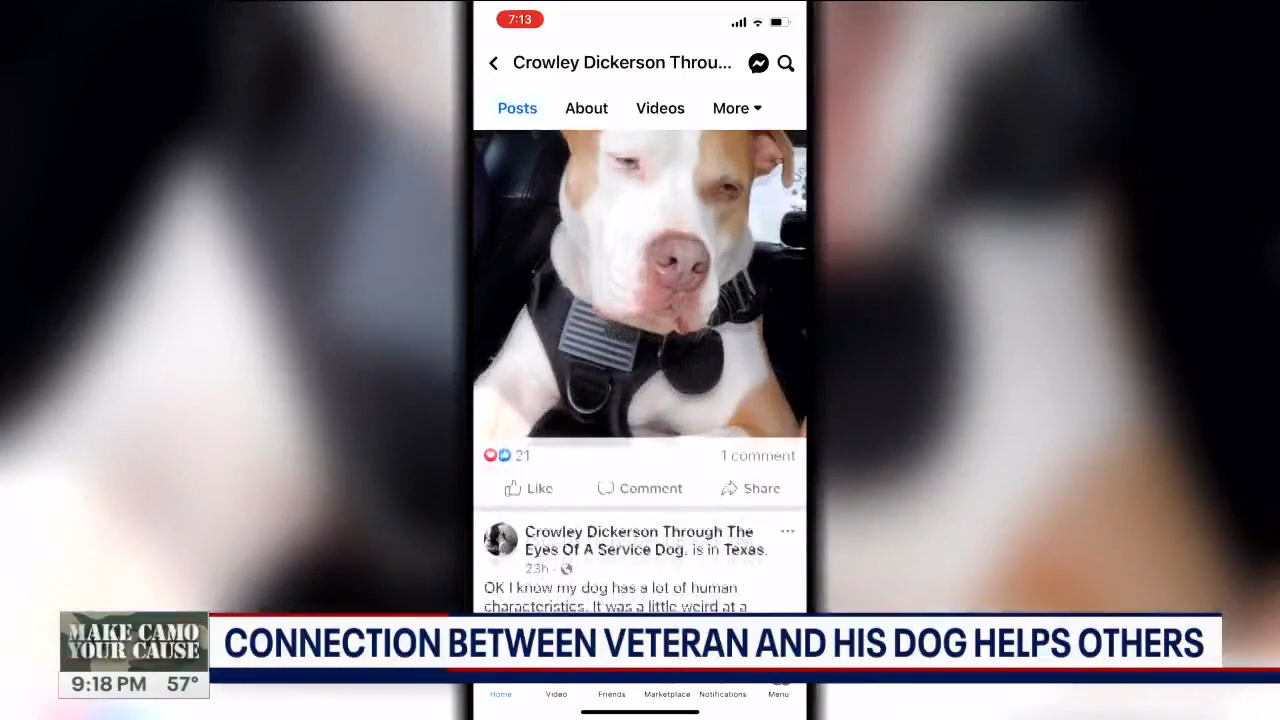 7:13
Crowley Dickerson Throu...
Posts About Videos More
21 1 comment
Like Comment Share
Crowley Dickerson Through The
Eyes Of A Service Dog. is in Texas.
23h
OK I know my dog has a lot of human
characteristics. It was a little weird at a
MAKE CAMO
YOUR CAUSE
CONNECTION BETWEEN VETERAN AND HIS DOG HELPS OTHERS
9:18 PM 57°
Home Video Friends Marketplace Notifications Menu